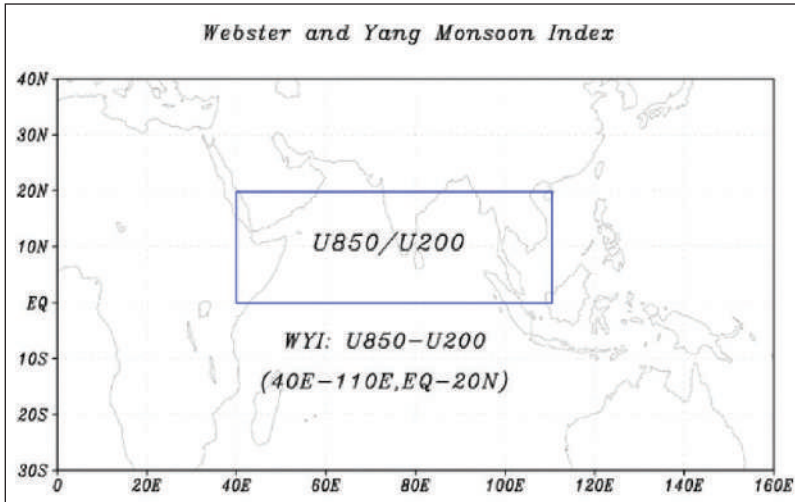 Webster and Yang Monsoon Index
40N
30N
20N
U850/U200
10N
EQ
WYI: U850-U200
10S
(40E-110E,EQ-20N)
20S
30S
0 20E 40E 60E 80E 100E 120E 140E 160E